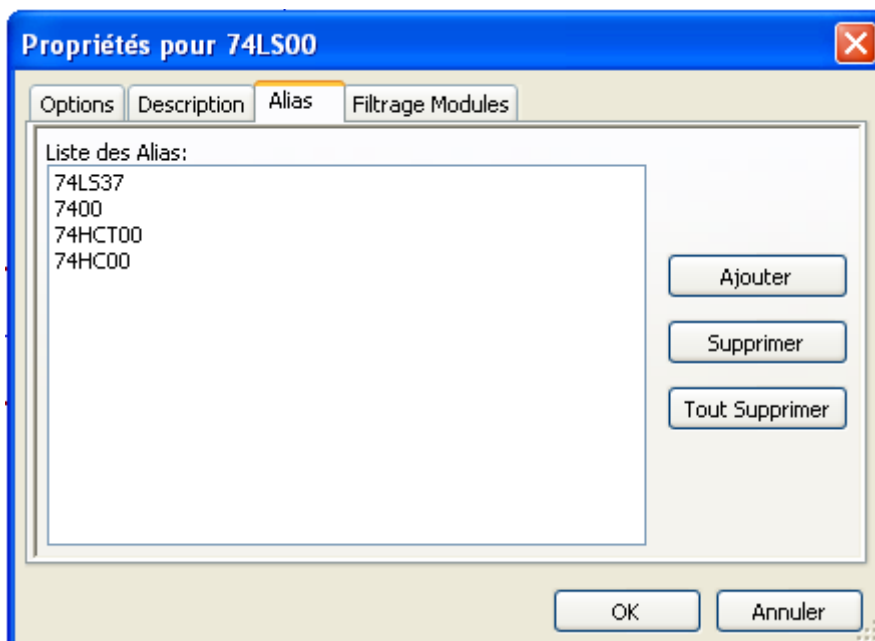 Propriétés pour 74LS00
Options Description Alias Filtrage Modules
Liste des Alias:
74LS37
7400
74HCT00
74HC00
Ajouter
Supprimer
Tout Supprimer
OK Annuler